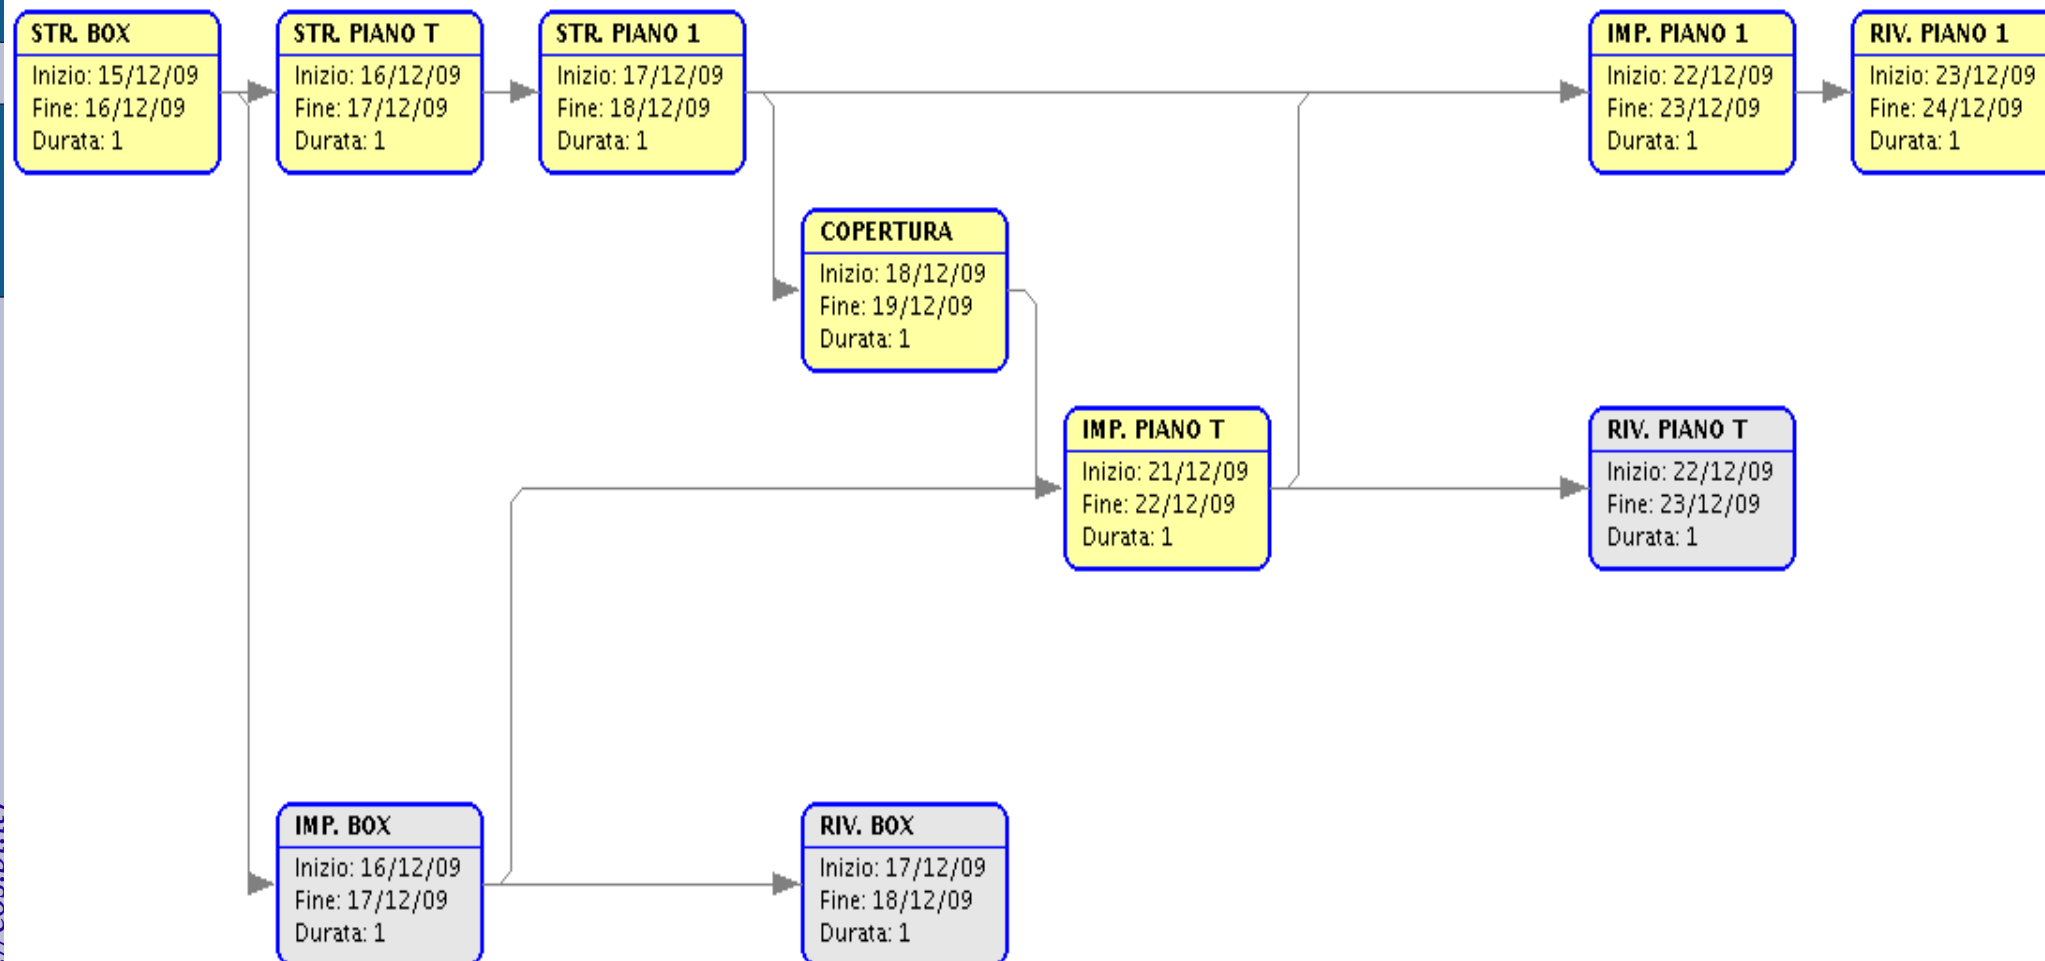 STR. BOX
Inizio: 15/12/09
Fine: 16/12/09
Durata: 1
STR. PIANO T
Inizio: 16/12/09
Fine: 17/12/09
Durata: 1
STR. PIANO 1
Inizio: 17/12/09
Fine: 18/12/09
Durata: 1
IMP. PIANO 1
Inizio: 22/12/09
Fine: 23/12/09
Durata: 1
RIV. PIANO 1
Inizio: 23/12/09
Fine: 24/12/09
Durata: 1
COPERTURA
Inizio: 18/12/09
Fine: 19/12/09
Durata: 1
IMP. PIANO T
Inizio: 21/12/09
Fine: 22/12/09
Durata: 1
RIV. PIANO T
Inizio: 22/12/09
Fine: 23/12/09
Durata: 1
IMP. BOX
Inizio: 16/12/09
Fine: 17/12/09
Durata: 1
RIV. BOX
Inizio: 17/12/09
Fine: 18/12/09
Durata: 1